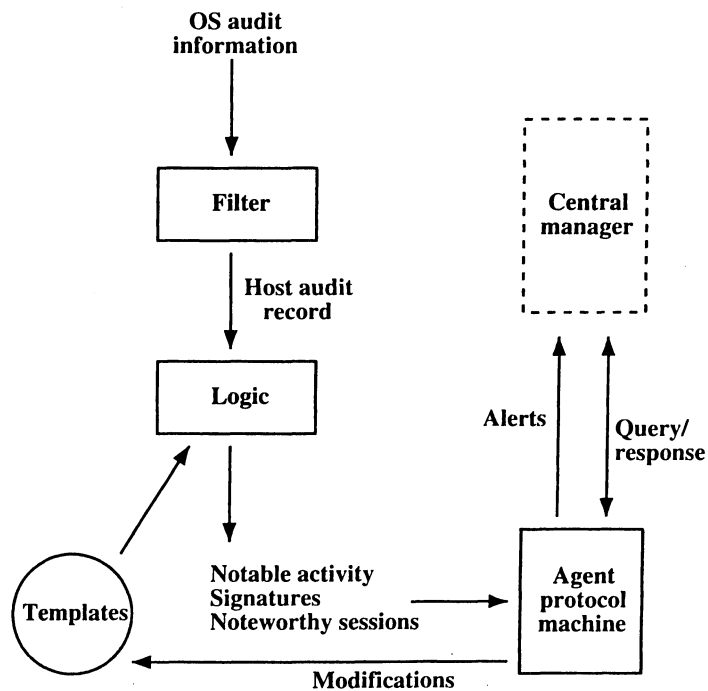 OS audit
information
Filter
Central
manager
Host audit
record
Logic
Alerts
Query/
response
Notable activity
Signatures
Noteworthy sessions
Agent
protocol
machine
Templates
Modifications